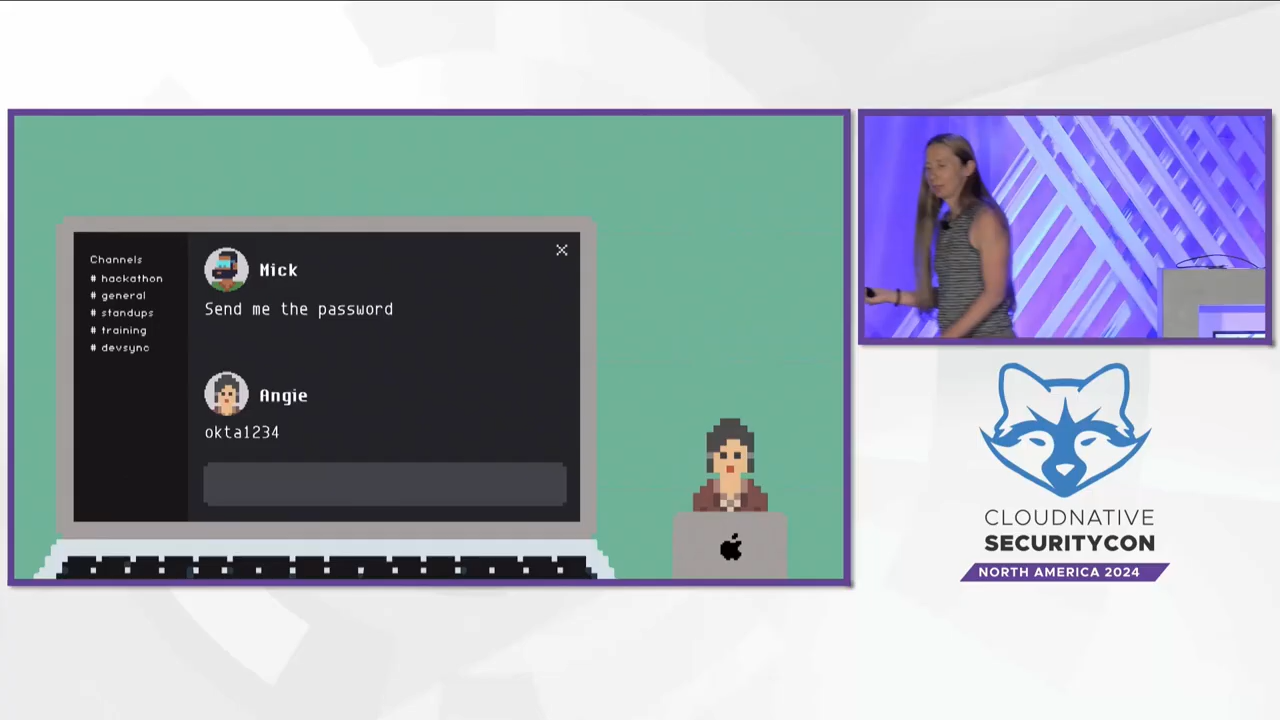 Channels
# hackathon
# general
# standups
# training
# devsync
Mick
Send me the password
Angie
okta1234
CLOUDNATIVE
SECURITYCON
NORTH AMERICA 2024